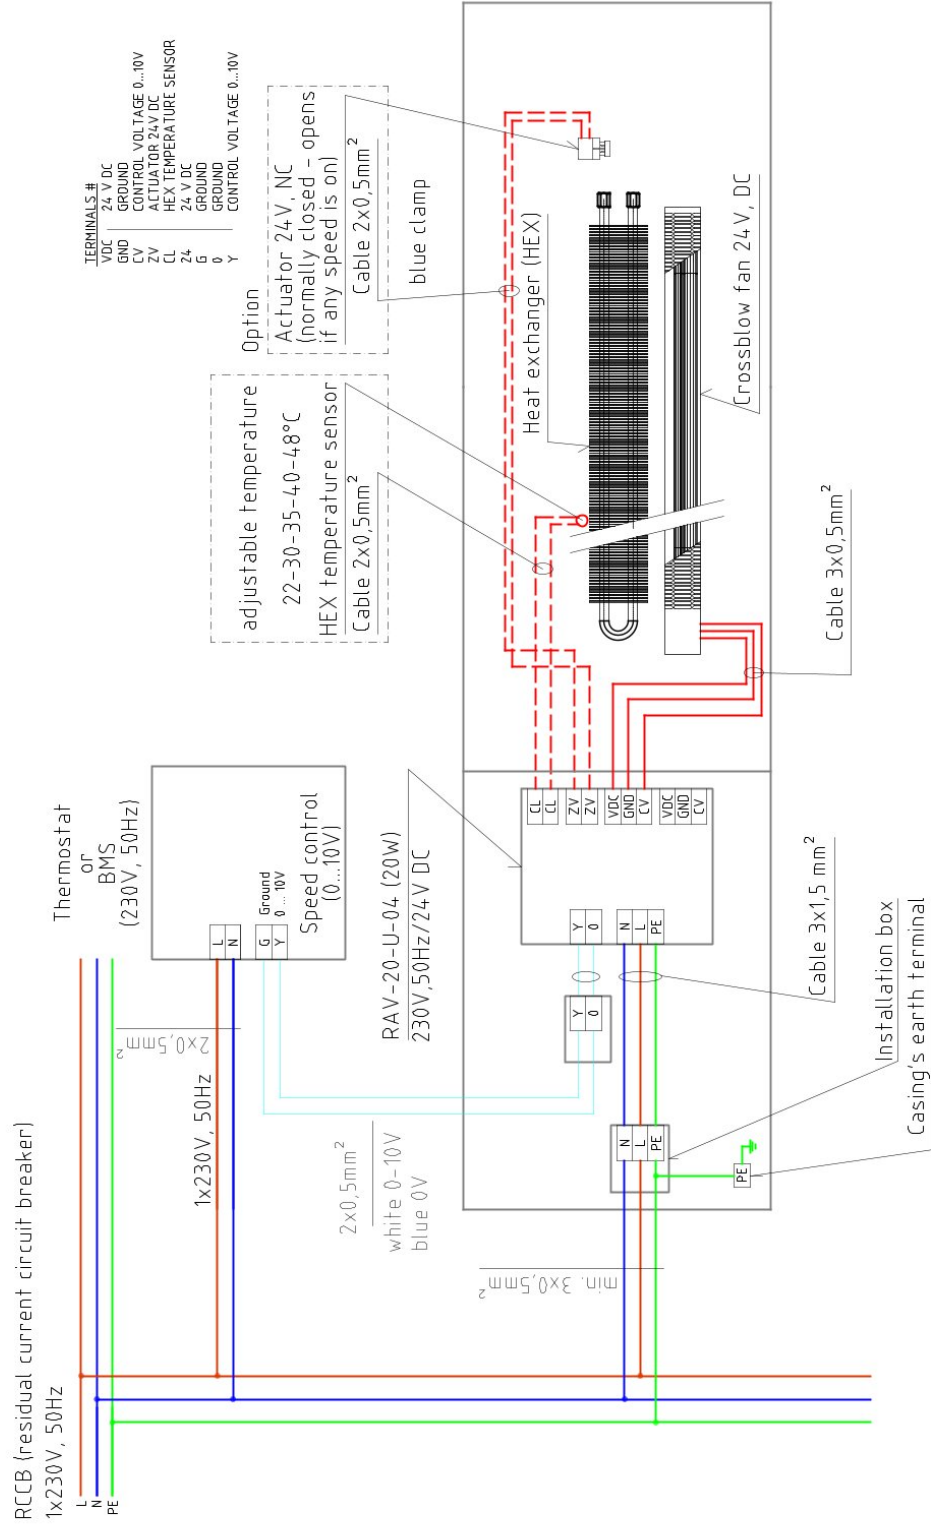 RCCB (residual current circuit breaker)
1x230V, 50Hz
L
N
PE
Thermostat
or
BMS
(230V, 50Hz)
2x0,5mm²
1x230V, 50Hz
L
N
G
Y
Ground
0 ... 10V
Speed control
(0...10V)
2x0,5mm²
white 0-10V
blue 0V
TERMINALS #
VDC 24 V DC
GND GROUND
CV CONTROL VOLTAGE 0...10V
ZV ACTUATOR 24V DC
CL HEX TEMPERATURE SENSOR
24 24 V DC
G GROUND
0 GROUND
Y CONTROL VOLTAGE 0...10V
adjustable temperature
22-30-35-40-48°C
HEX temperature sensor
Cable 2x0,5mm²
Option
Actuator 24V, NC
(normally closed - opens
if any speed is on)
Cable 2x0,5mm²
blue clamp
RAV-20-U-04 (20W)
230V,50Hz/24V DC
min. 3x0,5mm²
N
L
PE
PE
Y
0
Y
0
N
L
PE
CL
CL
ZV
ZV
VDC
GND
CV
VDC
GND
CV
Heat exchanger (HEX)
Crossblow fan 24V, DC
Cable 3x0,5mm²
Cable 3x1,5 mm²
Installation box
Casing's earth terminal